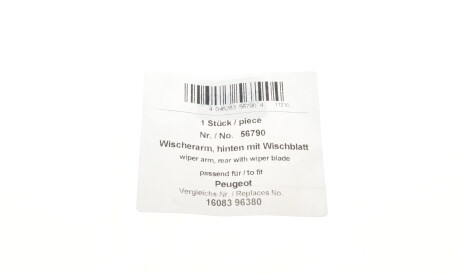 4 046283 56790 4
1 Stück / piece
Nr. / No. 56790
Wischerarm, hinten mit Wischblatt
wiper arm, rear with wiper blade
passend für / to fit
Peugeot
Vergleichs-Nr. / Replaces No.
16083 96380